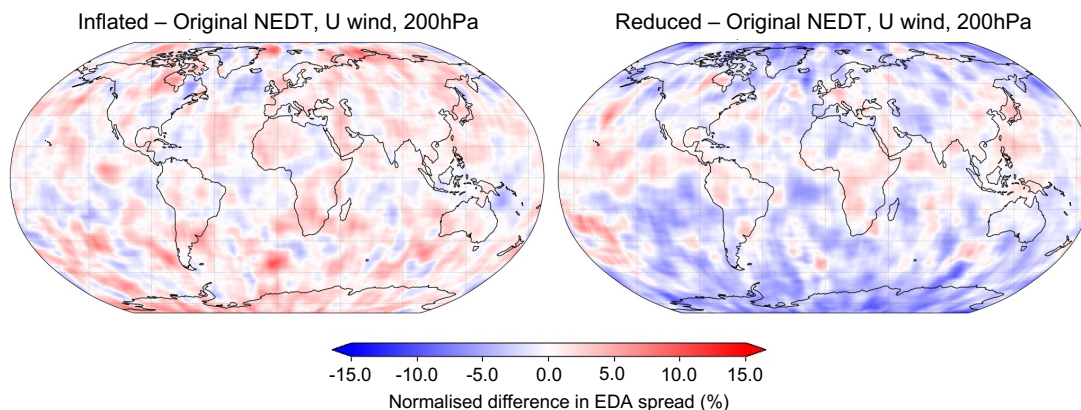 Inflated – Original NEDT, U wind, 200hPa
Reduced – Original NEDT, U wind, 200hPa
-15.0 -10.0 -5.0 0.0 5.0 10.0 15.0
Normalised difference in EDA spread (%)